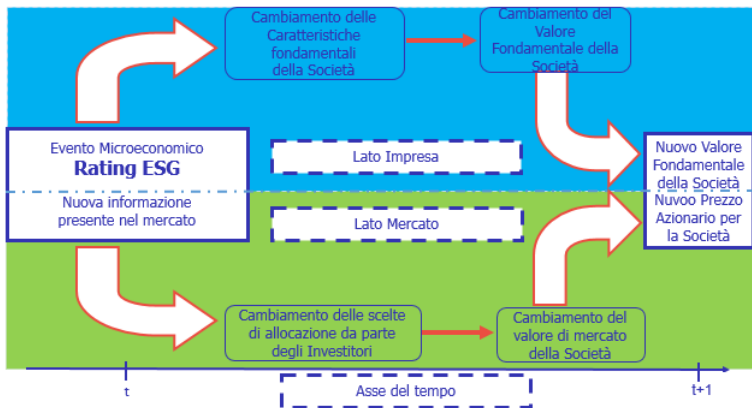 Cambiamento delle
Caratteristiche
fondamentali
della Società
Cambiamento del
Valore
Fondamentale della
Società
Evento Microeconomico
Rating ESG
Nuova informazione
presente nel mercato
Lato Impresa
Lato Mercato
Nuovo Valore
Fondamentale
della Società
Nuvoo Prezzo
Azionario per
la Società
Cambiamento delle scelte
di allocazione da parte
degli Investitori
Cambiamento del
valore di mercato
della Società
t
Asse del tempo
t+1